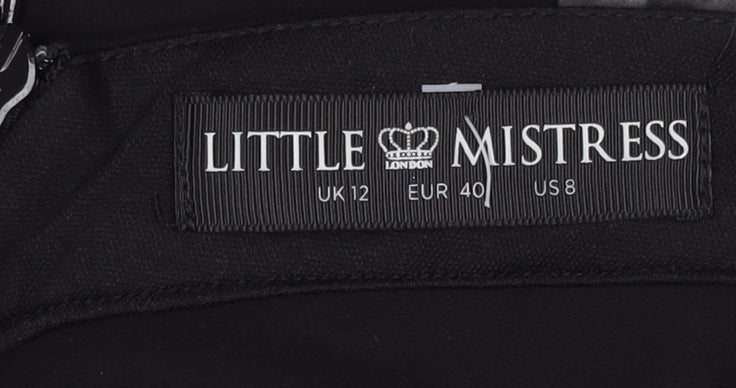 LITTLE LONDON MISTRESS
UK 12 EUR 40 US 8